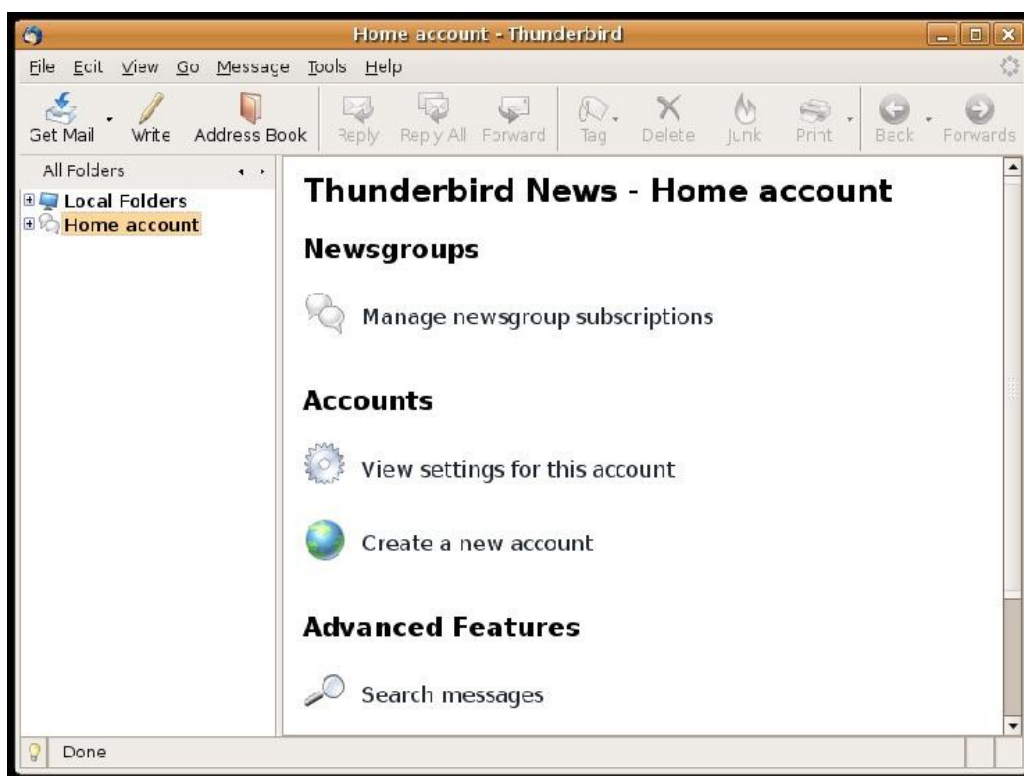 Home account - Thunderbird
File Edit View Go Message Tools Help
Get Mail Write Address Book Reply Reply All Forward Tag Delete Junk Print Back Forwards
All Folders
Local Folders
Home account
Thunderbird News - Home account
Newsgroups
Manage newsgroup subscriptions
Accounts
View settings for this account
Create a new account
Advanced Features
Search messages
Done